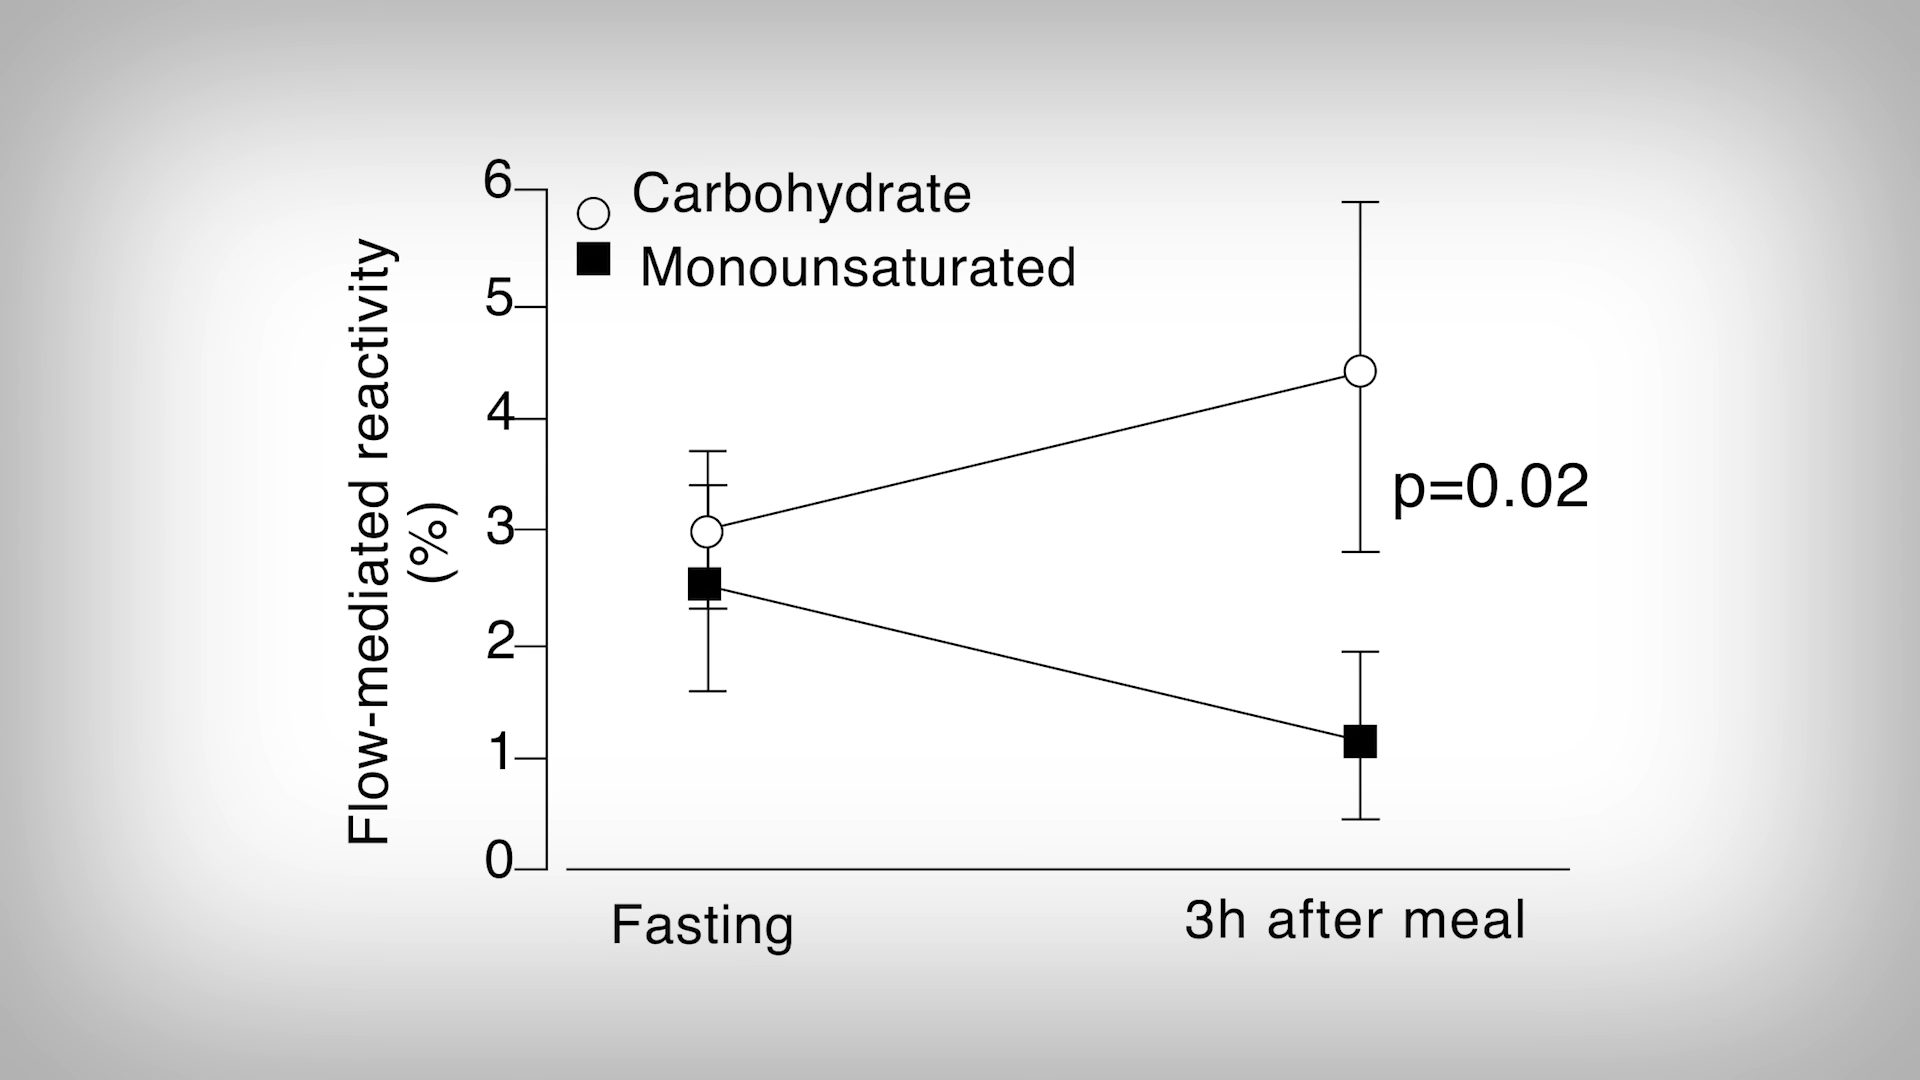 Flow-mediated reactivity
(%)
6
5
4
3
2
1
0
Carbohydrate
Monounsaturated
p=0.02
Fasting
3h after meal